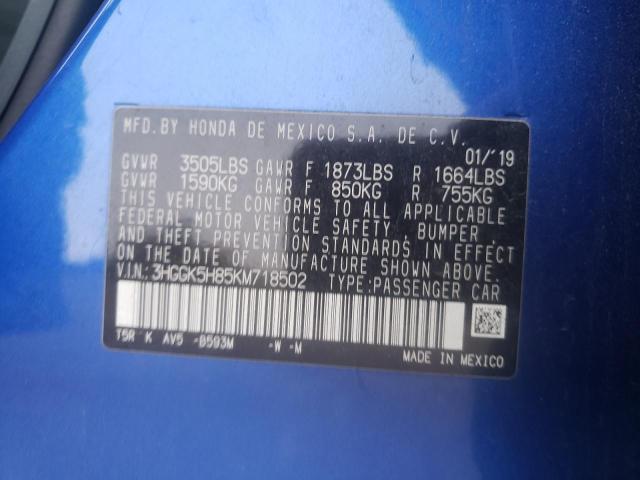 MFD. BY HONDA DE MEXICO S.A. DE C.V.
01/'19
GVWR 3505LBS GAWR F 1873LBS R 1664LBS
GVWR 1590KG GAWR F 850KG R 755KG
THIS VEHICLE CONFORMS TO ALL APPLICABLE
FEDERAL MOTOR VEHICLE SAFETY, BUMPER,
AND THEFT PREVENTION STANDARDS IN EFFECT
ON THE DATE OF MANUFACTURE SHOWN ABOVE.
V.I.N: 3HGGK5H85KM718502 TYPE:PASSENGER CAR
T5R K AV5 -B593M -W -M
MADE IN MEXICO